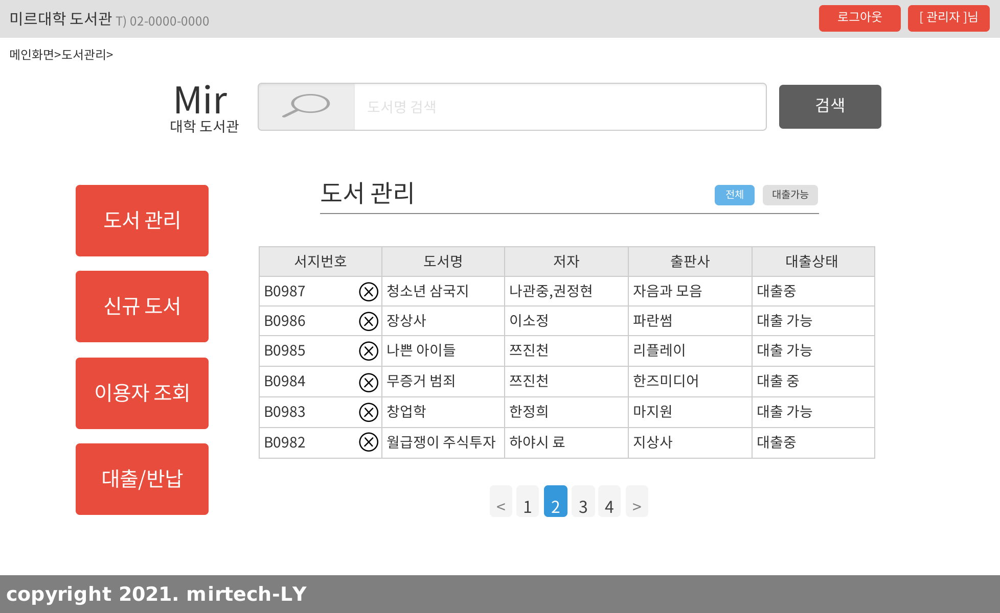 미르대학 도서관 T) 02-0000-0000
로그아웃
[ 관리자 ]님
메인화면>도서관리>
Mir
대학 도서관
도서명 검색
검색
도서 관리
신규 도서
이용자 조회
대출/반납
도서 관리
전체
대출가능
서지번호 도서명 저자 출판사 대출상태
B0987 청소년 삼국지 나관중,권정현 자음과 모음 대출중
B0986 장상사 이소정 파란썸 대출 가능
B0985 나쁜 아이들 쯔진천 리플레이 대출 가능
B0984 무증거 범죄 쯔진천 한즈미디어 대출 중
B0983 창업학 한정희 마지원 대출 가능
B0982 월급쟁이 주식투자 하야시 료 지상사 대출중
< 1 2 3 4 >
copyright 2021. mirtech-LY